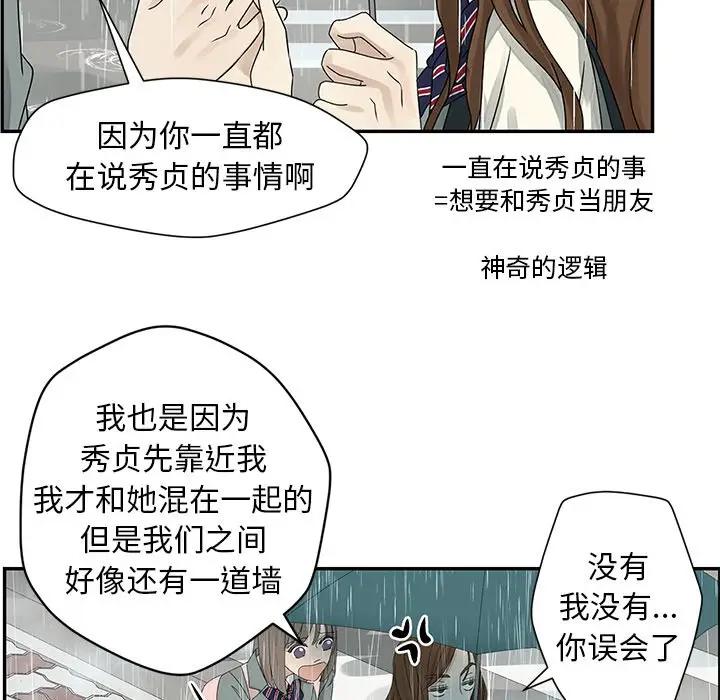 因为你一直都
在说秀贞的事情啊
一直在说秀贞的事
=想要和秀贞当朋友
神奇的逻辑
我也是因为
秀贞先靠近我
我才和她混在一起的
但是我们之间
好像还有一道墙
没有
我没有...
你误会了